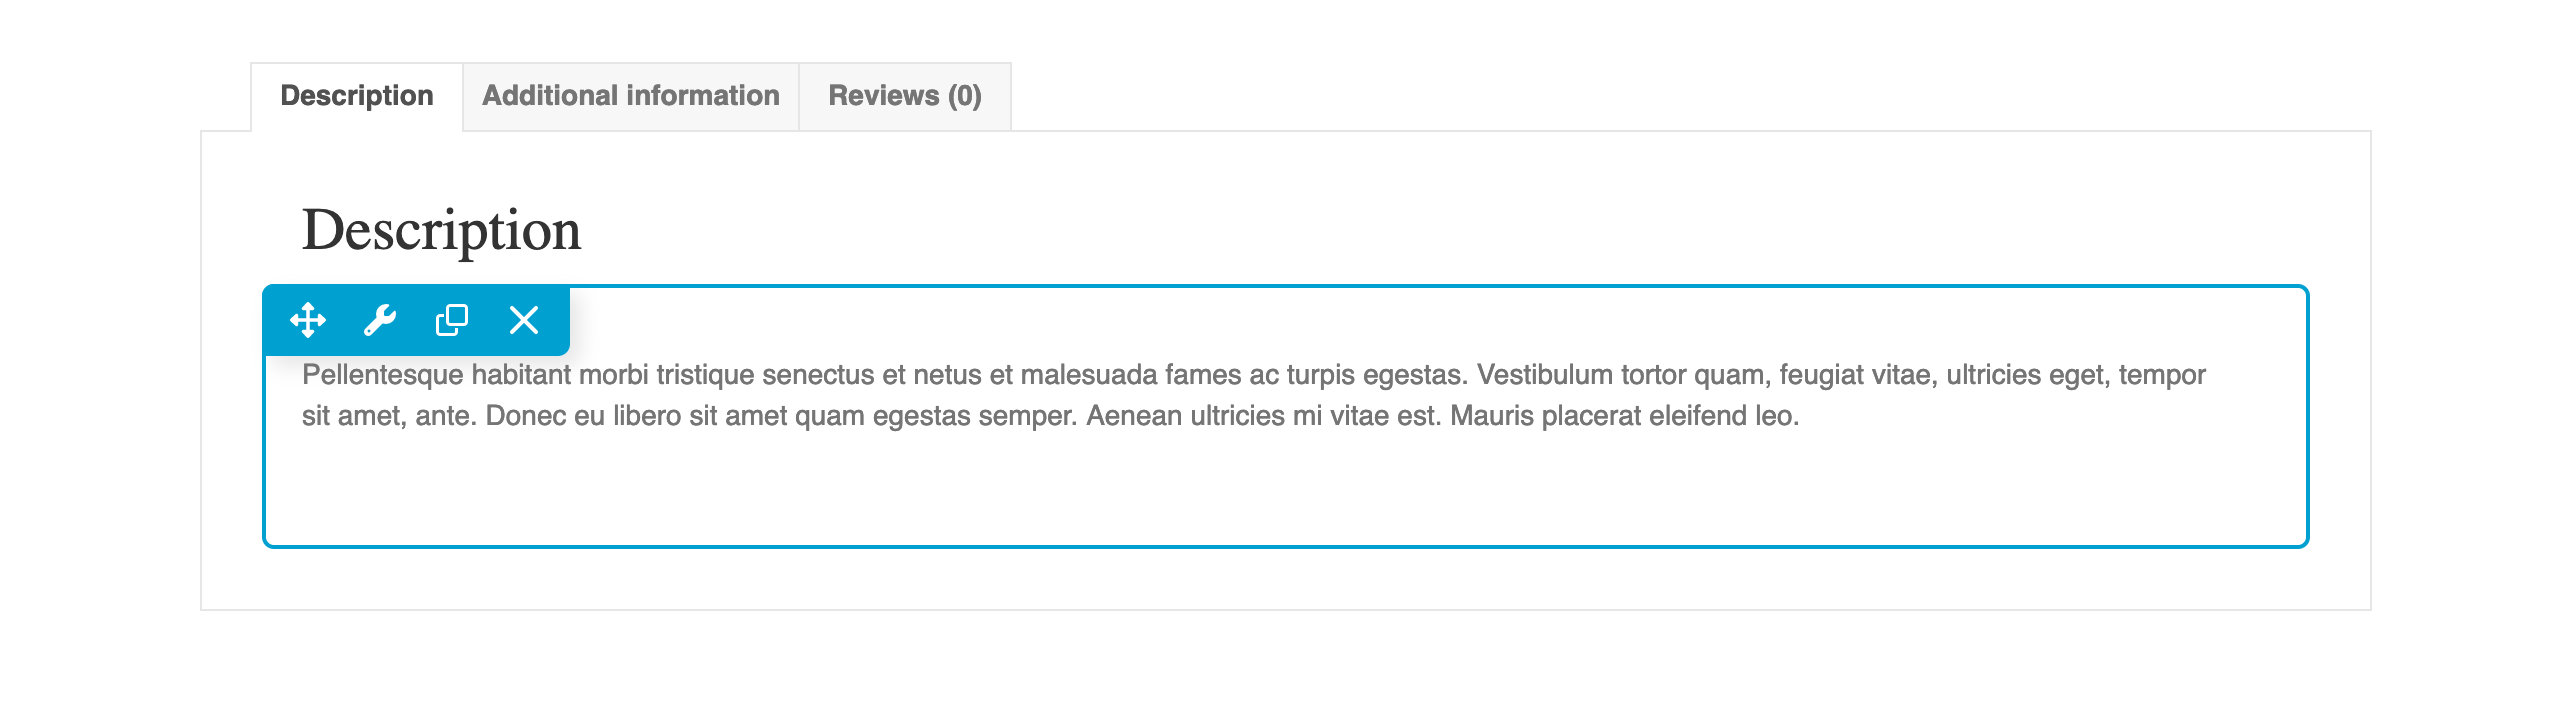 Description Additional information Reviews (0)
Description
Pellentesque habitant morbi tristique senectus et netus et malesuada fames ac turpis egestas. Vestibulum tortor quam, feugiat vitae, ultricies eget, tempor
sit amet, ante. Donec eu libero sit amet quam egestas semper. Aenean ultricies mi vitae est. Mauris placerat eleifend leo.